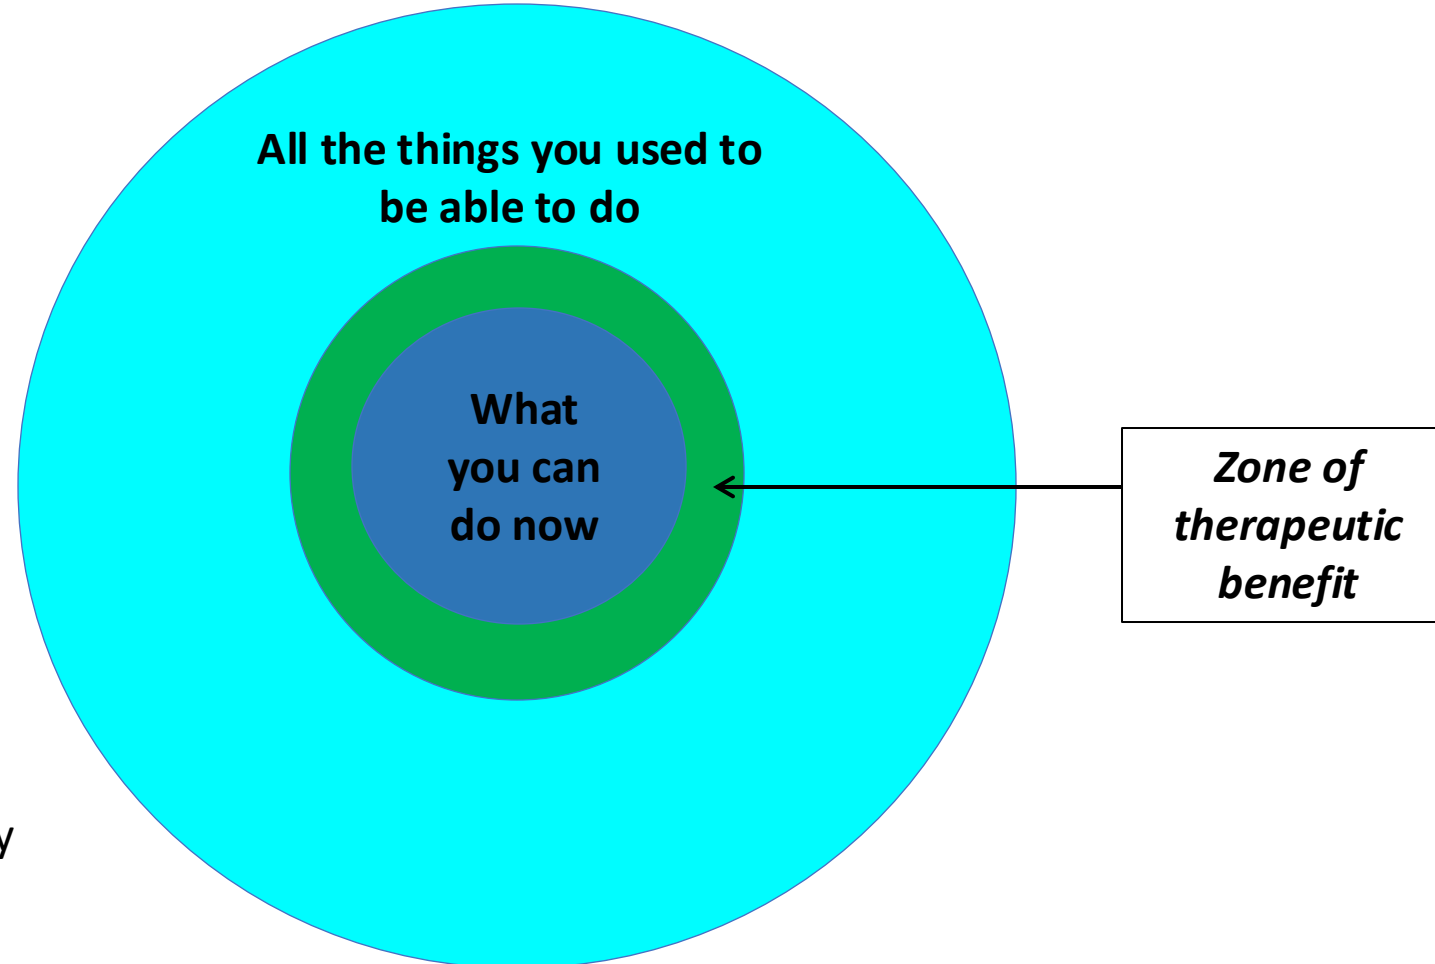 All the things you used to
be able to do
What
you can
do now
Zone of
therapeutic
benefit
y